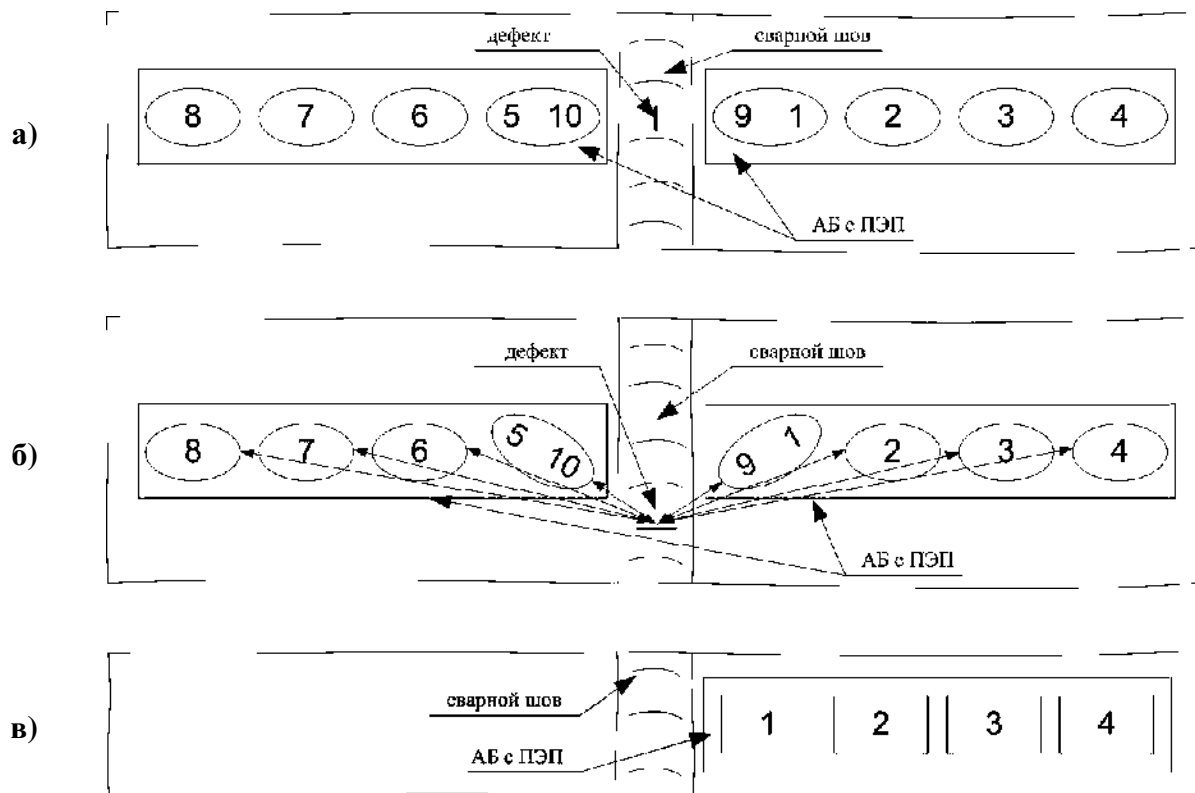 дефект
сварной шов
а)
8 7 6 5 10 9 1 2 3 4
АБ с ПЭП
дефект
сварной шов
б)
8 7 6 5 10 9 1 2 3 4
АБ с ПЭП
сварной шов
в)
1 2 3 4
АБ с ПЭП